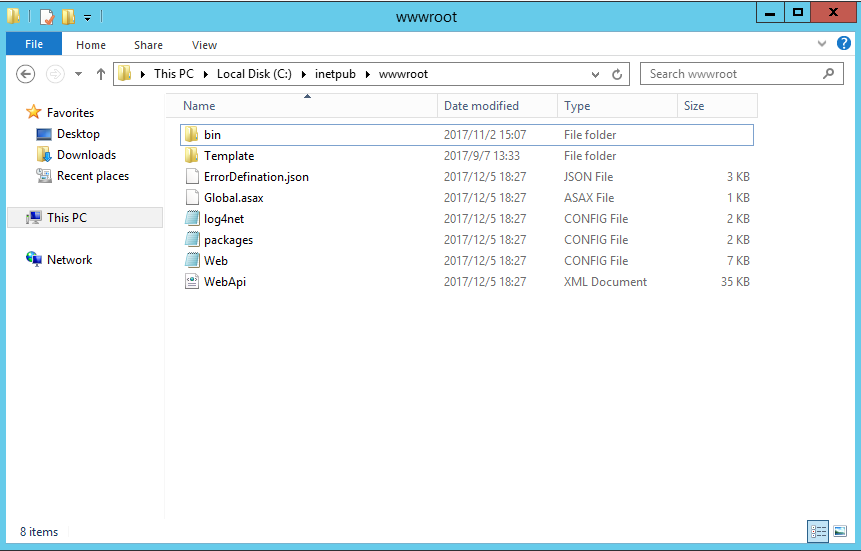 wwwroot
File Home Share View
This PC Local Disk (C:) inetpub wwwroot Search wwwroot
Favorites
Desktop
Downloads
Recent places
This PC
Network
Name Date modified Type Size
bin 2017/11/2 15:07 File folder
Template 2017/9/7 13:33 File folder
ErrorDefination.json 2017/12/5 18:27 JSON File 3 KB
Global.asax 2017/12/5 18:27 ASAX File 1 KB
log4net 2017/12/5 18:27 CONFIG File 2 KB
packages 2017/12/5 18:27 CONFIG File 2 KB
Web 2017/12/5 18:27 CONFIG File 7 KB
WebApi 2017/12/5 18:27 XML Document 35 KB
8 items